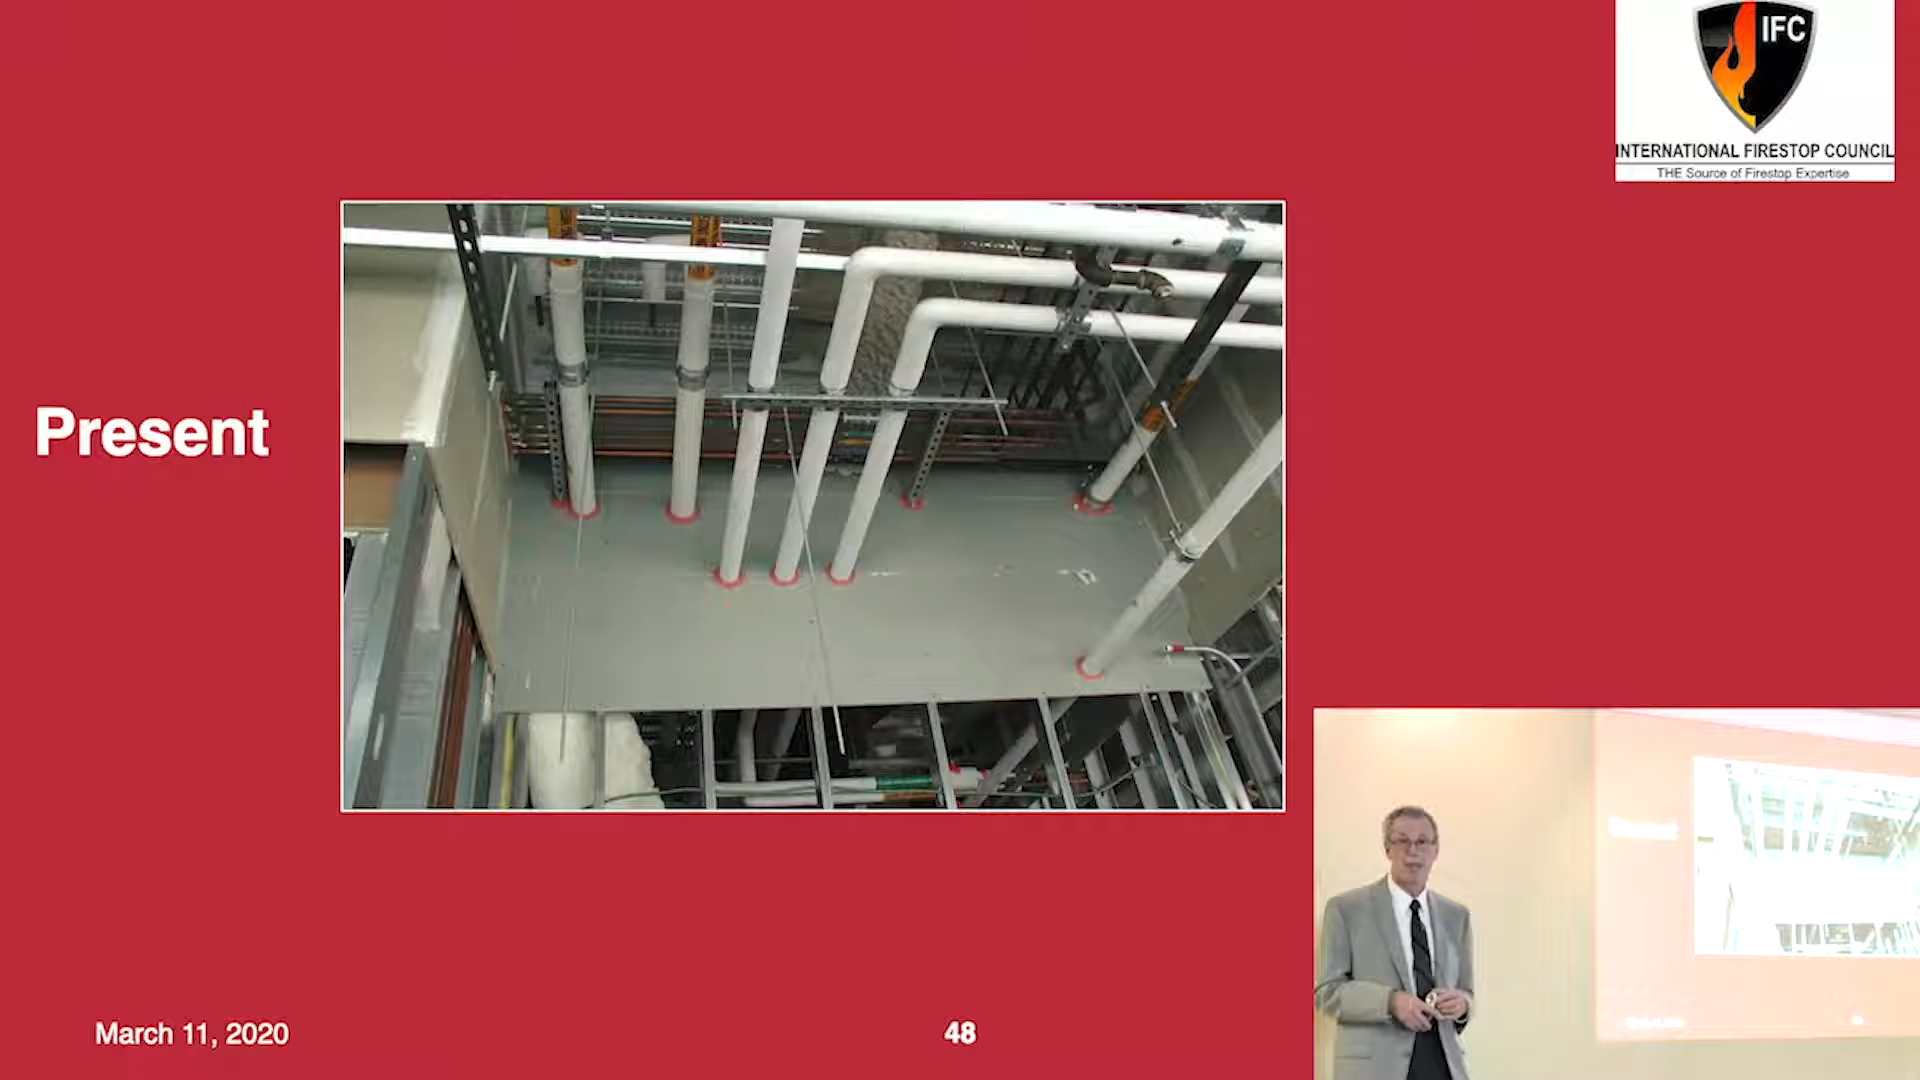 IFC
INTERNATIONAL FIRESTOP COUNCIL
THE Source of Firestop Expertise
Present
March 11, 2020
48